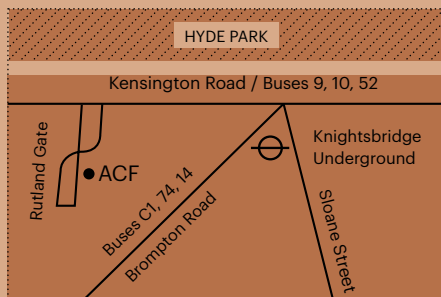 HYDE PARK
Kensington Road / Buses 9, 10, 52
Rutland Gate
ACF
Buses C1, 74, 14
Brompton Road
Knightsbridge
Underground
Sloane Street